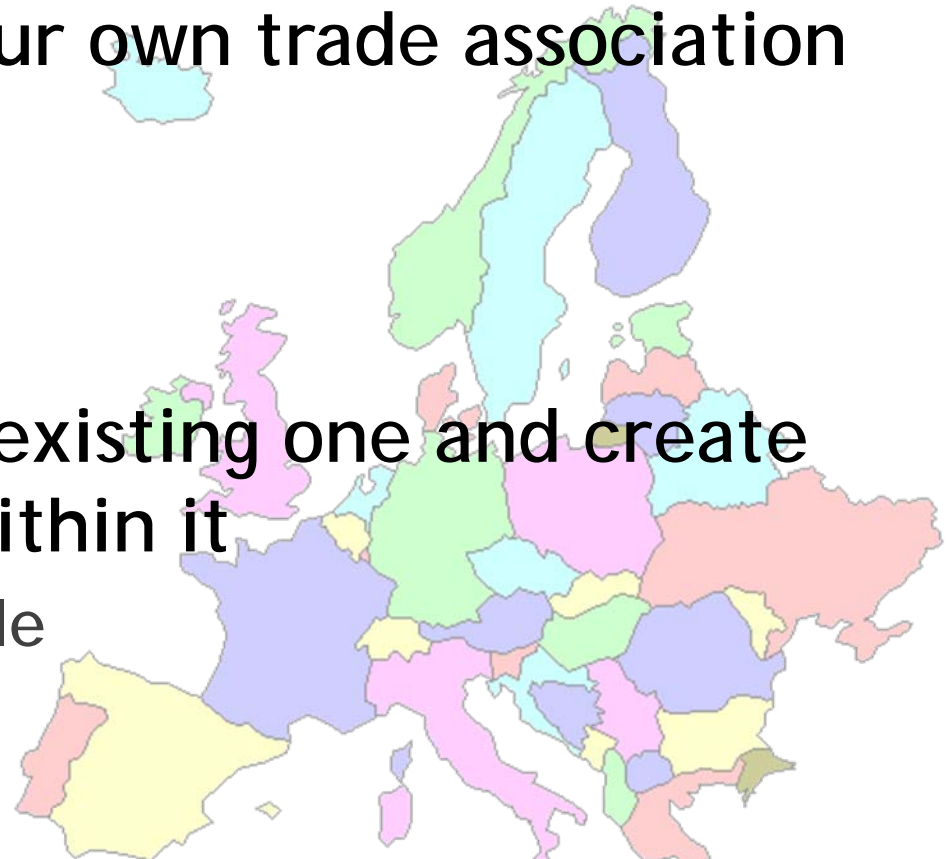 ur own trade association
existing one and create
ithin it
le